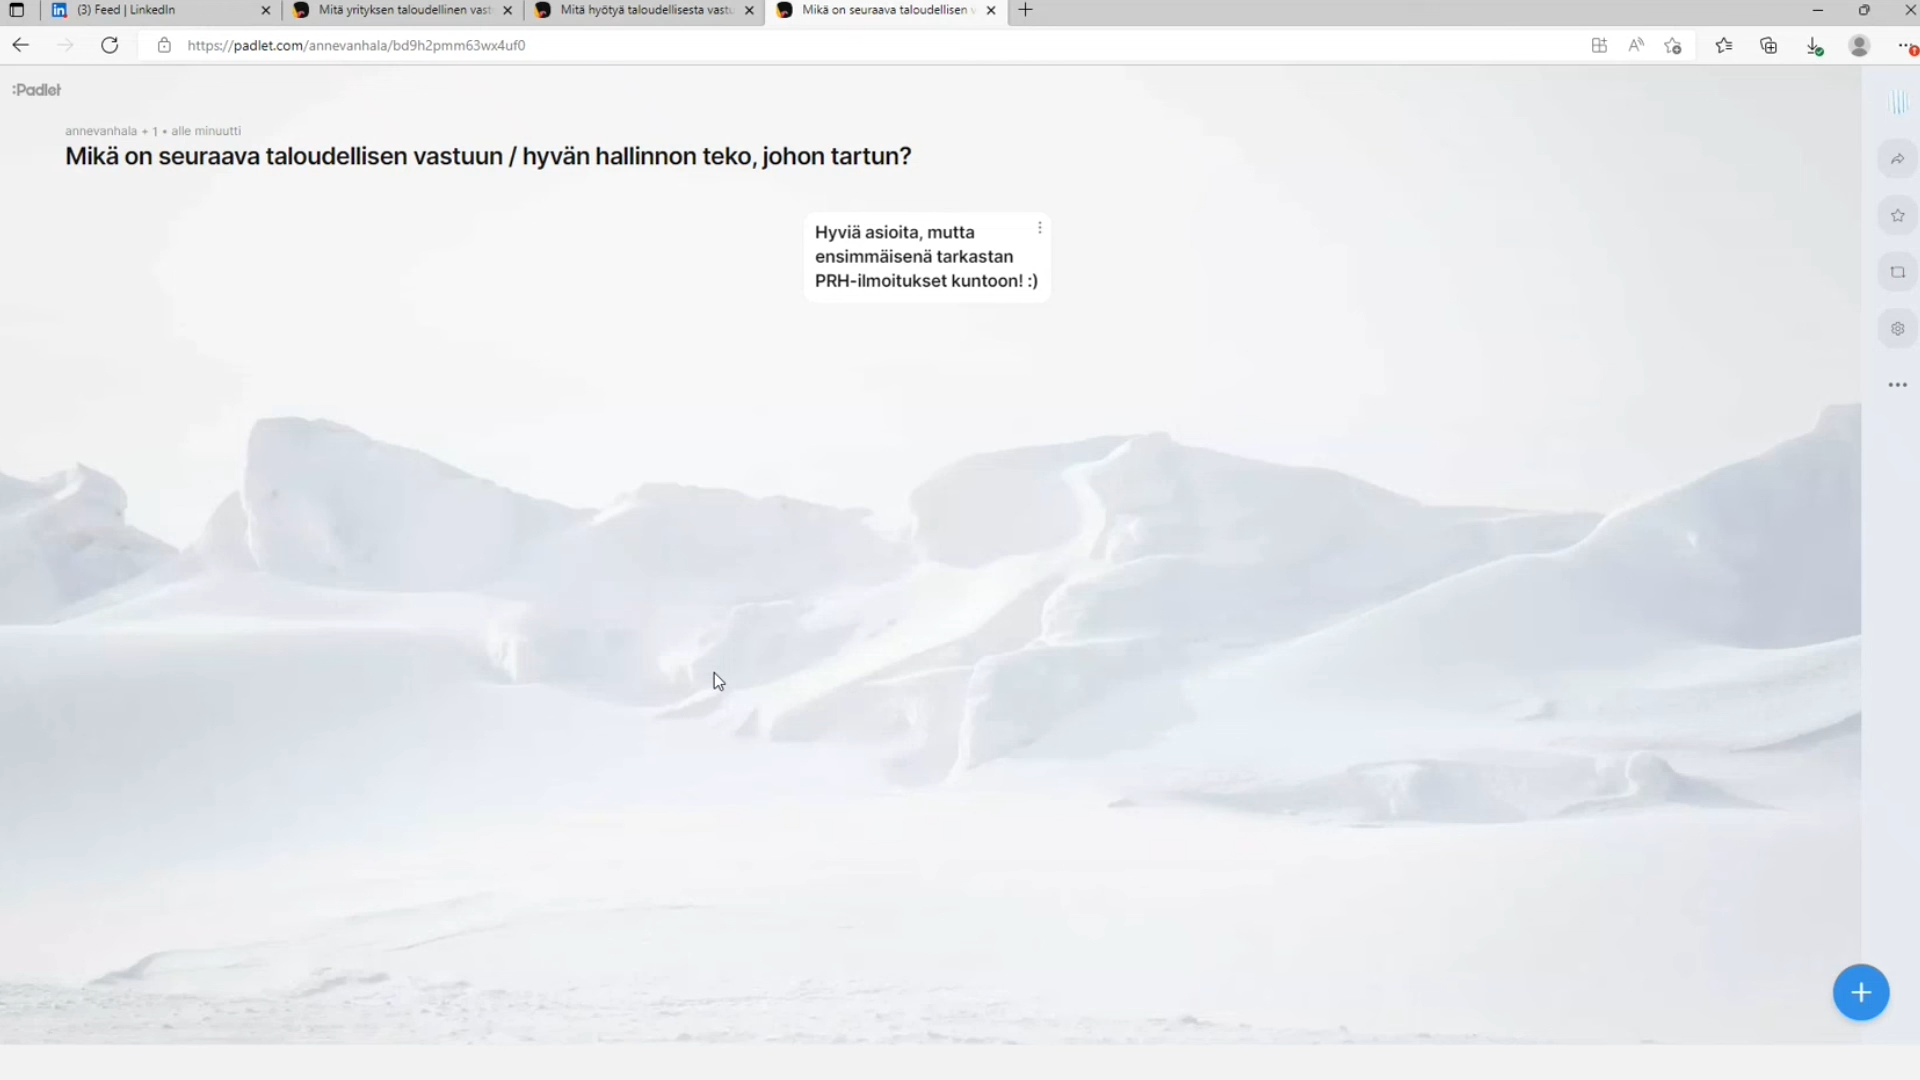 (3) Feed | LinkedIn
Mitä yrityksen taloudellinen vast
Mitä hyötyä taloudellisesta vastu
Mikä on seuraava taloudellisen v
https://padlet.com/annevanhala/bd9h2pmm63wx4uf0
:Padlet
annevanhala + 1 • alle minuutti
Mikä on seuraava taloudellisen vastuun / hyvän hallinnon teko, johon tartun?
Hyviä asioita, mutta
ensimmäisenä tarkastan
PRH-ilmoitukset kuntoon! :)